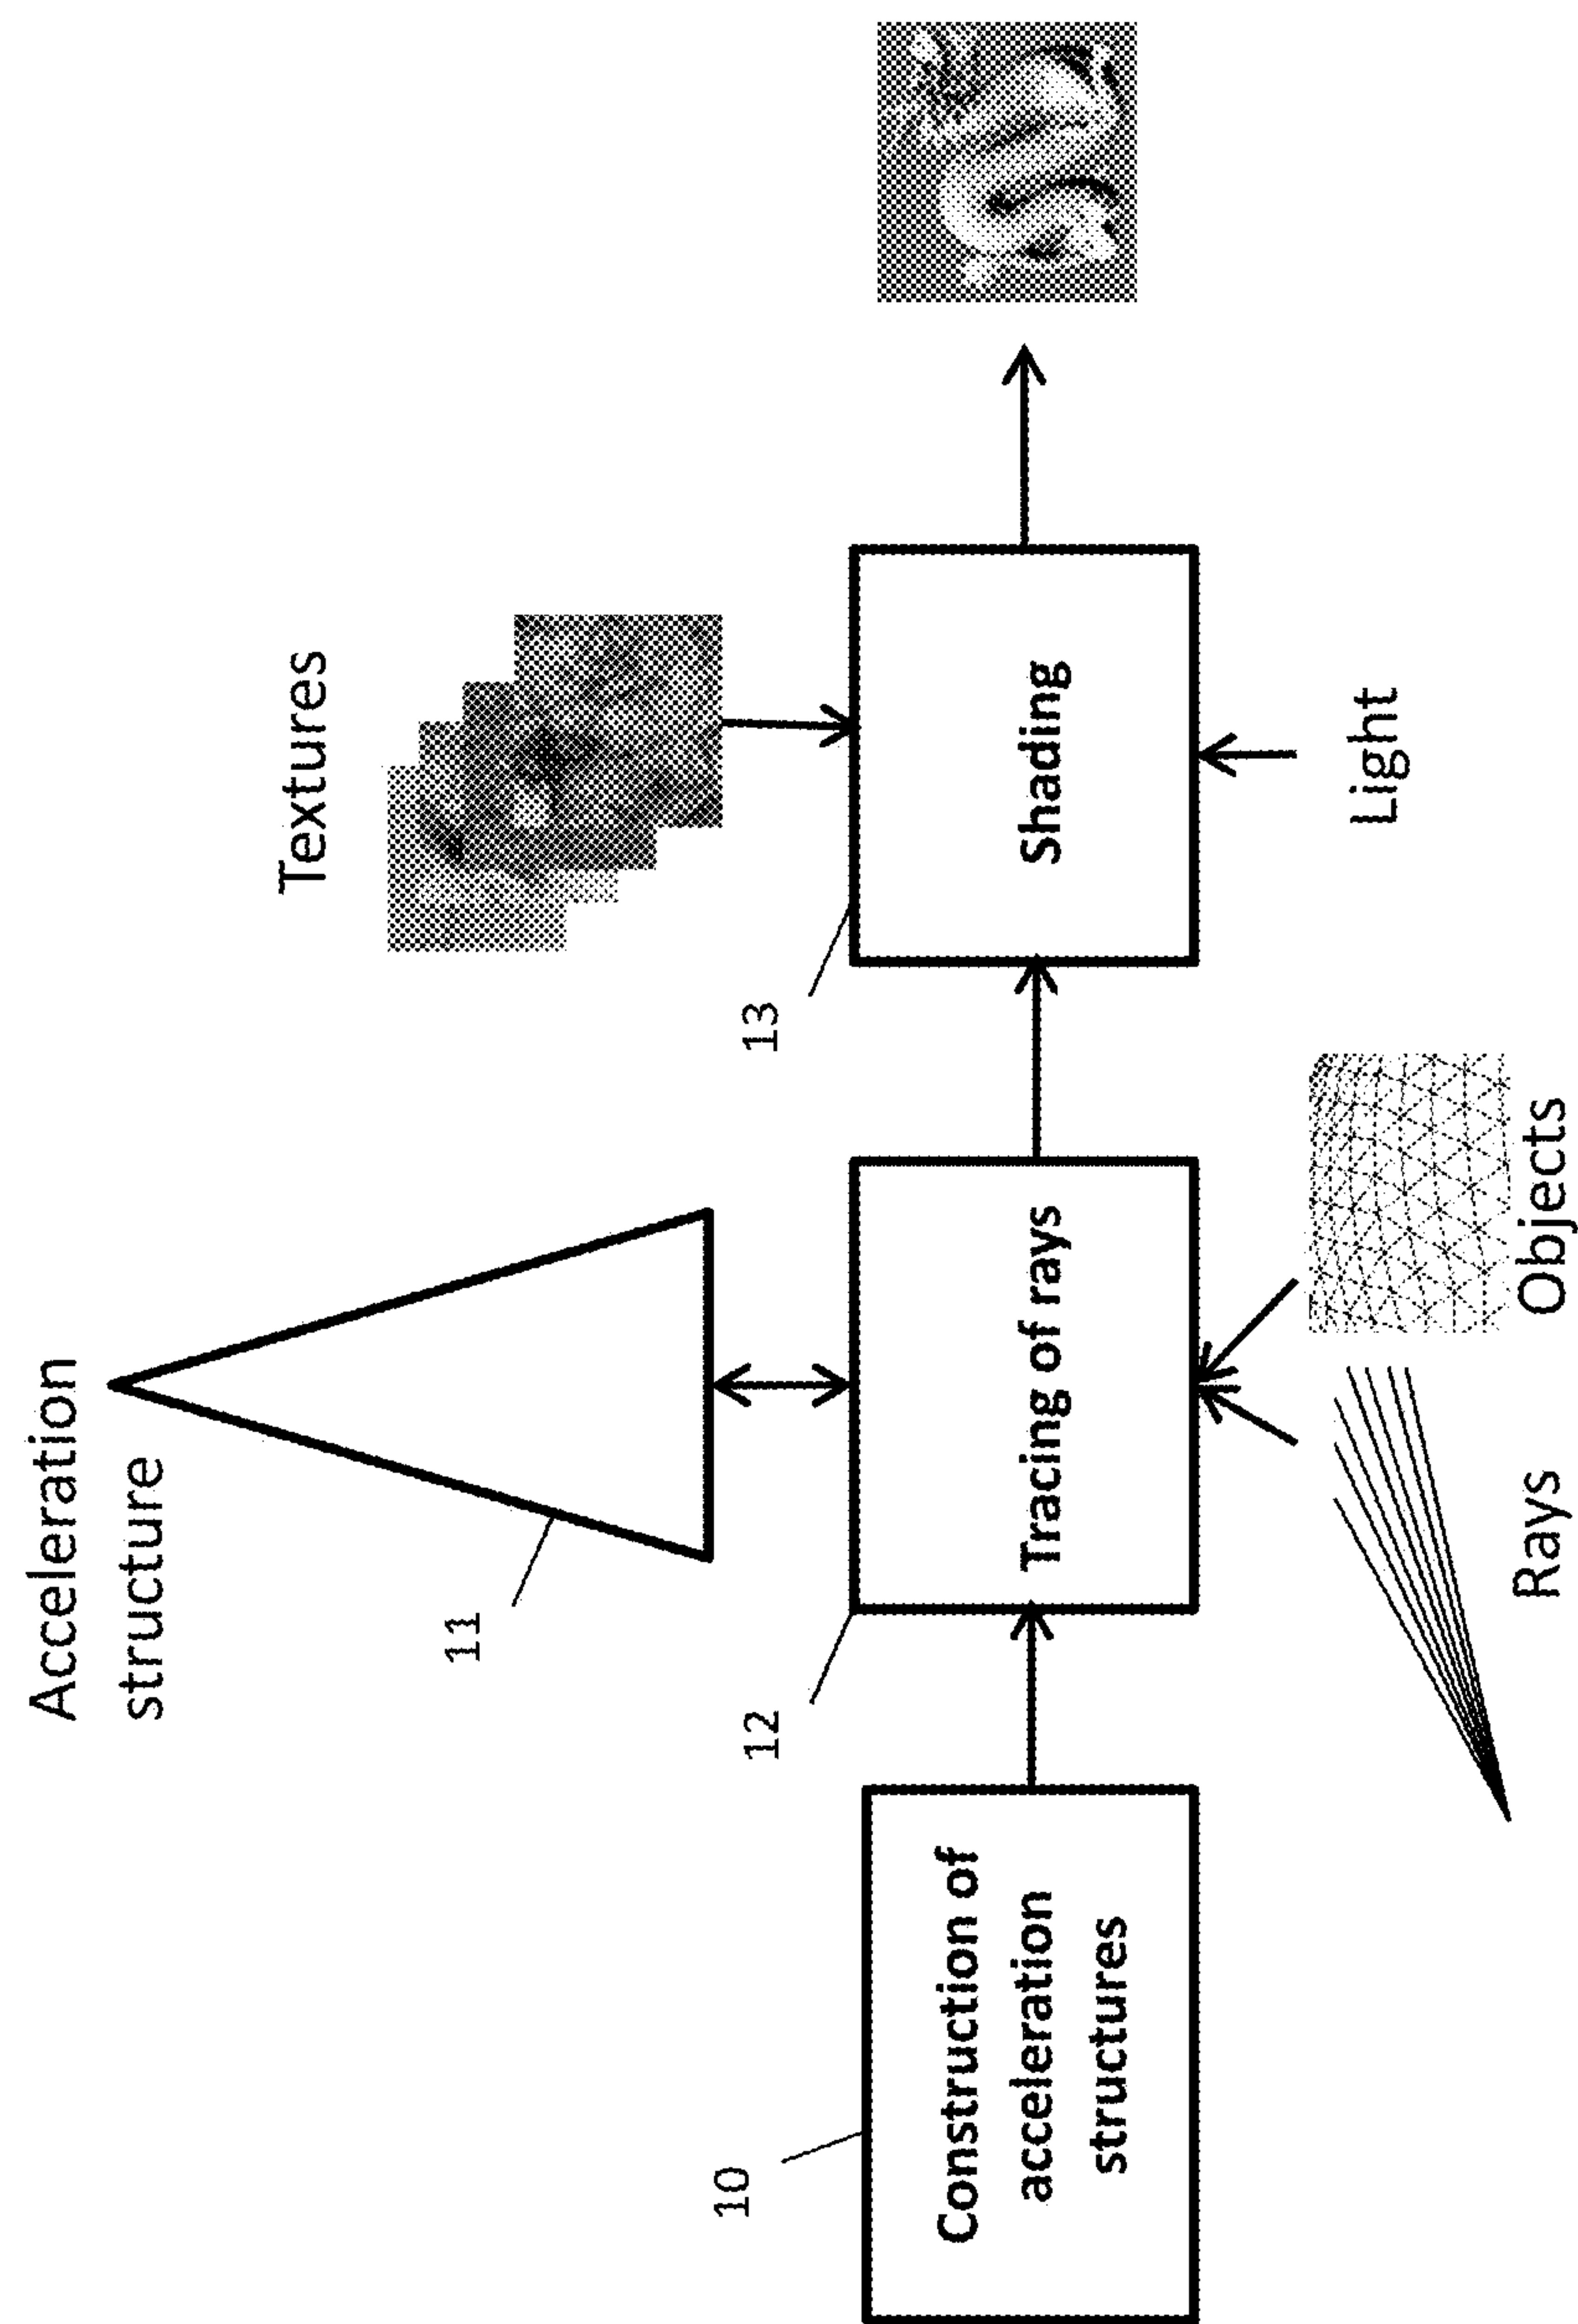 Acceleration
structure
Textures
11
12
13
10
Construction of
acceleration
structures
Tracing of rays
Shading
Rays
Objects
Light